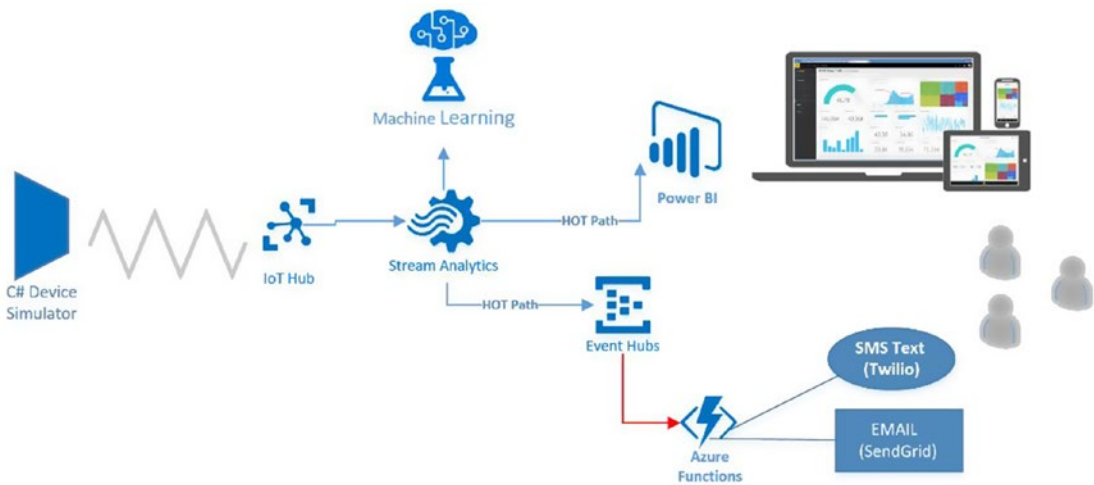 Machine Learning
Power BI
HOT Path
C# Device
Simulator
IoT Hub
Stream Analytics
HOT Path
Event Hubs
SMS Text
(Twilio)
EMAIL
(SendGrid)
Azure
Functions